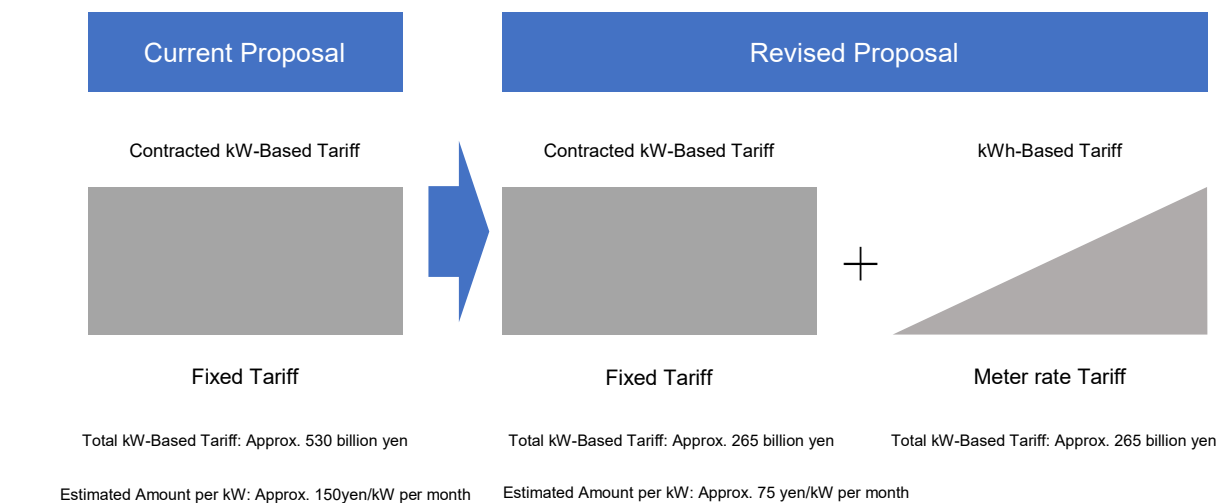 Current Proposal
Revised Proposal
Contracted kW-Based Tariff
Contracted kW-Based Tariff
kWh-Based Tariff
+
Fixed Tariff
Fixed Tariff
Meter rate Tariff
Total kW-Based Tariff: Approx. 530 billion yen
Total kW-Based Tariff: Approx. 265 billion yen
Total kW-Based Tariff: Approx. 265 billion yen
Estimated Amount per kW: Approx. 150yen/kW per month
Estimated Amount per kW: Approx. 75 yen/kW per month